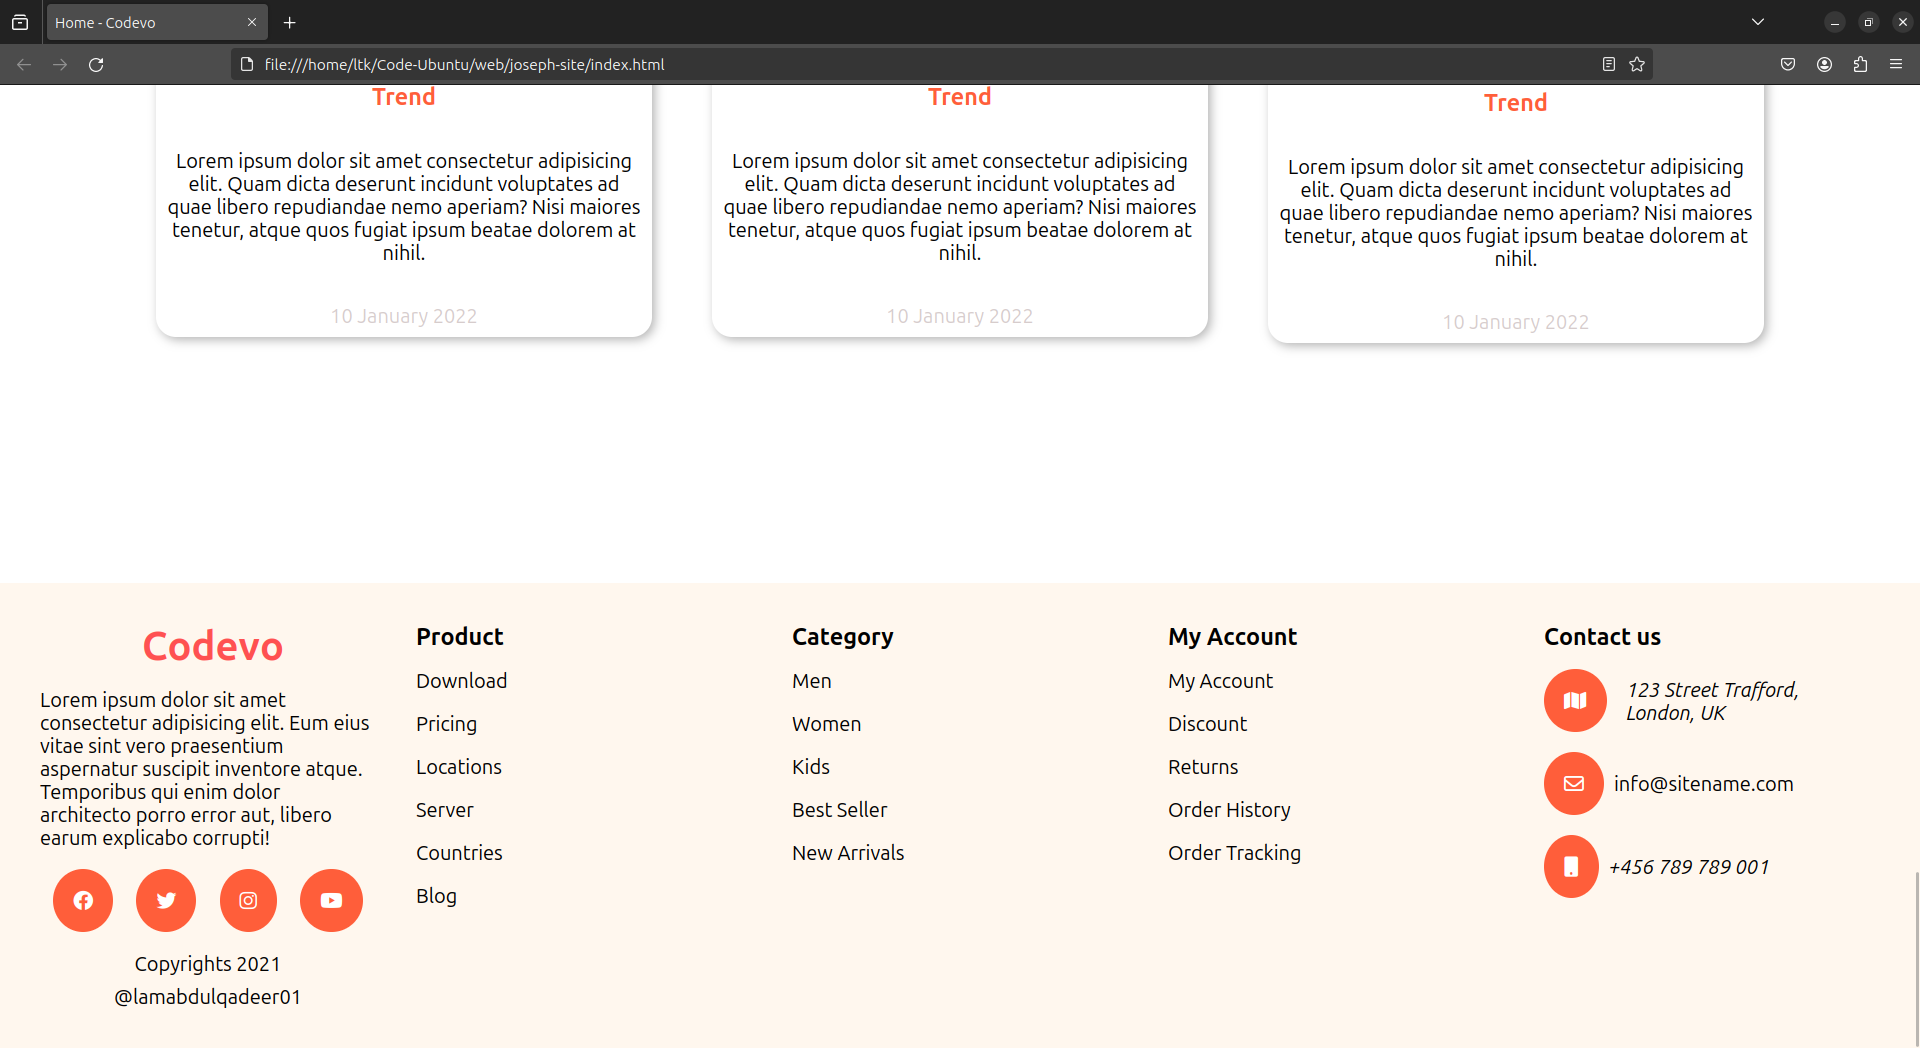 Home - Codevo
file:///home/ltk/Code-Ubuntu/web/joseph-site/index.html
Trend
Lorem ipsum dolor sit amet consectetur adipisicing
elit. Quam dicta deserunt incidunt voluptates ad
quae libero repudiandae nemo aperiam? Nisi maiores
tenetur, atque quos fugiat ipsum beatae dolorem at
nihil.
10 January 2022
Trend
Lorem ipsum dolor sit amet consectetur adipisicing
elit. Quam dicta deserunt incidunt voluptates ad
quae libero repudiandae nemo aperiam? Nisi maiores
tenetur, atque quos fugiat ipsum beatae dolorem at
nihil.
10 January 2022
Trend
Lorem ipsum dolor sit amet consectetur adipisicing
elit. Quam dicta deserunt incidunt voluptates ad
quae libero repudiandae nemo aperiam? Nisi maiores
tenetur, atque quos fugiat ipsum beatae dolorem at
nihil.
10 January 2022
Codevo
Lorem ipsum dolor sit amet
consectetur adipisicing elit. Eum eius
vitae sint vero praesentium
aspernatur suscipit inventore atque.
Temporibus qui enim dolor
architecto porro error aut, libero
earum explicabo corrupti!
Copyrights 2021
@lamabdulqadeer01
Product
Download
Pricing
Locations
Server
Countries
Blog
Category
Men
Women
Kids
Best Seller
New Arrivals
My Account
My Account
Discount
Returns
Order History
Order Tracking
Contact us
123 Street Trafford,
London, UK
info@sitename.com
+456 789 789 001